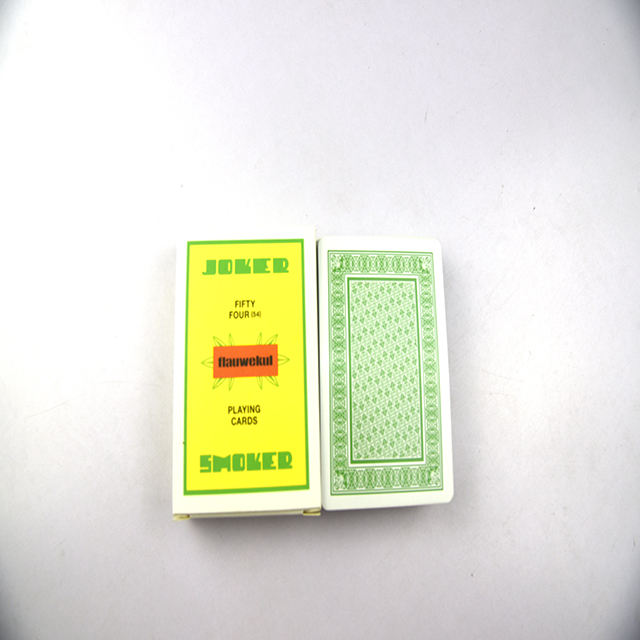 JOKER
FIFTY
FOUR (54)
flauwekul
PLAYING
CARDS
SMOKER